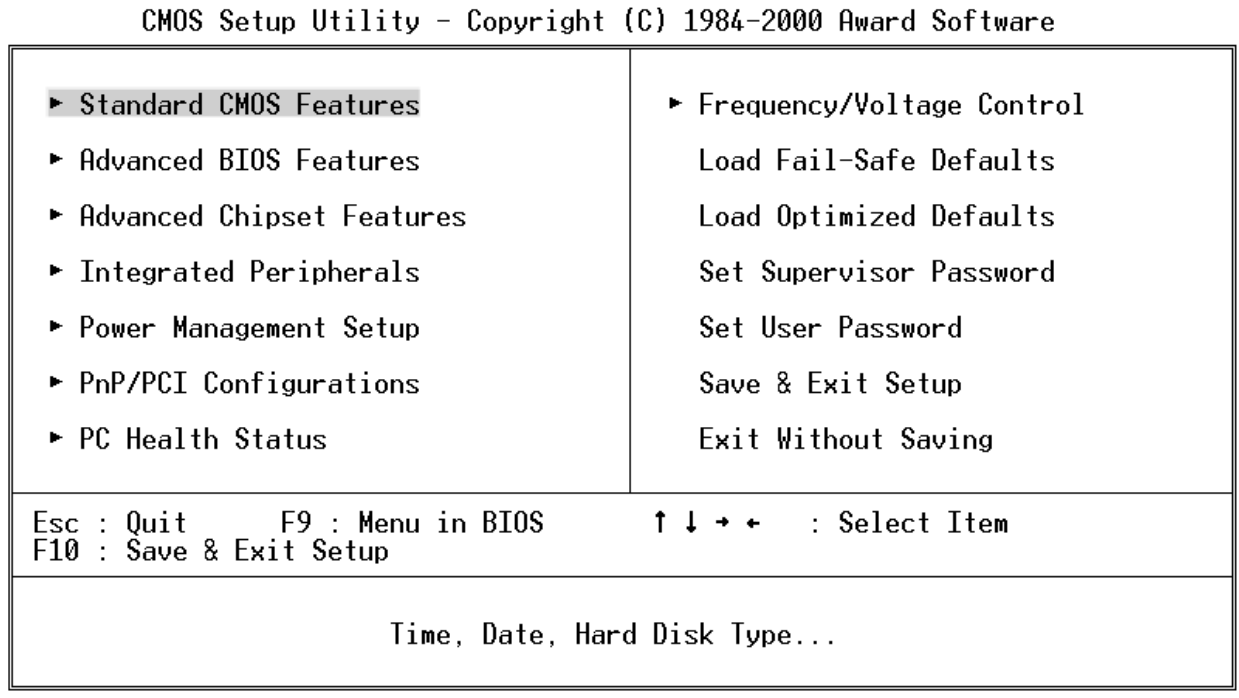 CMOS Setup Utility – Copyright (C) 1984–2000 Award Software
▸ Standard CMOS Features
▸ Advanced BIOS Features
▸ Advanced Chipset Features
▸ Integrated Peripherals
▸ Power Management Setup
▸ PnP/PCI Configurations
▸ PC Health Status
▸ Frequency/Voltage Control
Load Fail–Safe Defaults
Load Optimized Defaults
Set Supervisor Password
Set User Password
Save & Exit Setup
Exit Without Saving
Esc : Quit F9 : Menu in BIOS ↑ ↓ → ← : Select Item
F10 : Save & Exit Setup
Time, Date, Hard Disk Type...